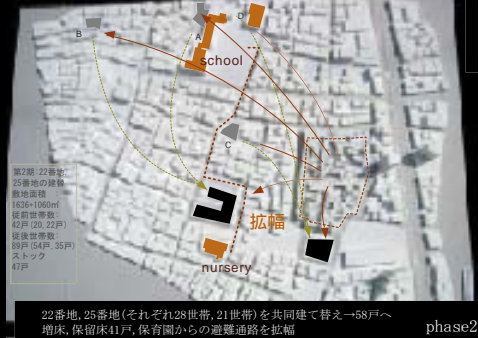 B
A
D
school
C
拡幅
nursery
第2期:22番地,
25番地の建替
敷地面積 :
1636+1060㎡
従前世帯数:
42戸(20, 22戸)
従後世帯数:
89戸(54戸, 35戸)
ストック
47戸
22番地, 25番地(それぞれ28世帯, 21世帯)を共同建て替え→58戸へ
増床, 保留床41戸, 保育園からの避難通路を拡幅
phase2